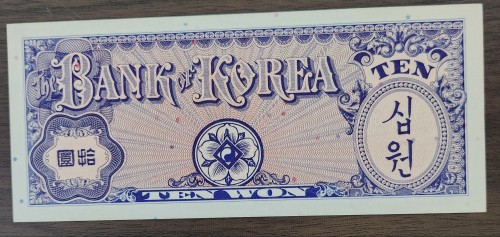 The BANK OF KOREA
TEN
拾圓
십원
TEN WON